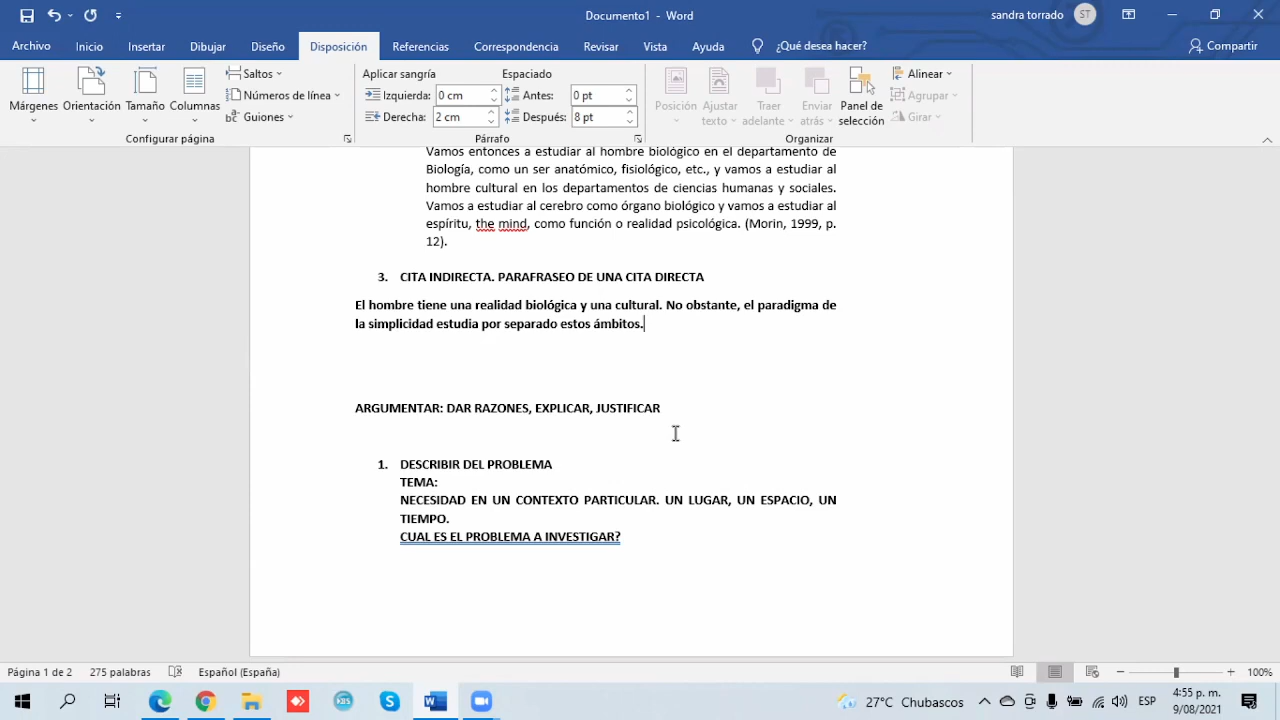 Documento1 - Word
sandra torrado ST
Archivo Inicio Insertar Dibujar Diseño Disposición Referencias Correspondencia Revisar Vista Ayuda ¿Qué desea hacer? Compartir
Márgenes Orientación Tamaño Columnas
Saltos
Números de línea
Guiones
Configurar página
Aplicar sangría Espaciado
Izquierda: 0 cm Antes: 0 pt
Derecha: 2 cm Después: 8 pt
Párrafo
Posición Ajustar texto Traer adelante Enviar atrás Panel de selección
Alinear
Agrupar
Girar
Organizar
Vamos entonces a estudiar al hombre biológico en el departamento de
Biología, como un ser anatómico, fisiológico, etc., y vamos a estudiar al
hombre cultural en los departamentos de ciencias humanas y sociales.
Vamos a estudiar al cerebro como órgano biológico y vamos a estudiar al
espíritu, the mind, como función o realidad psicológica. (Morin, 1999, p.
12).
3. CITA INDIRECTA. PARAFRASEO DE UNA CITA DIRECTA
El hombre tiene una realidad biológica y una cultural. No obstante, el paradigma de
la simplicidad estudia por separado estos ámbitos.
ARGUMENTAR: DAR RAZONES, EXPLICAR, JUSTIFICAR
1. DESCRIBIR DEL PROBLEMA
TEMA:
NECESIDAD EN UN CONTEXTO PARTICULAR. UN LUGAR, UN ESPACIO, UN
TIEMPO.
CUAL ES EL PROBLEMA A INVESTIGAR?
Página 1 de 2 275 palabras Español (España) 100%
27°C Chubascos ESP 4:55 p. m.
9/08/2021